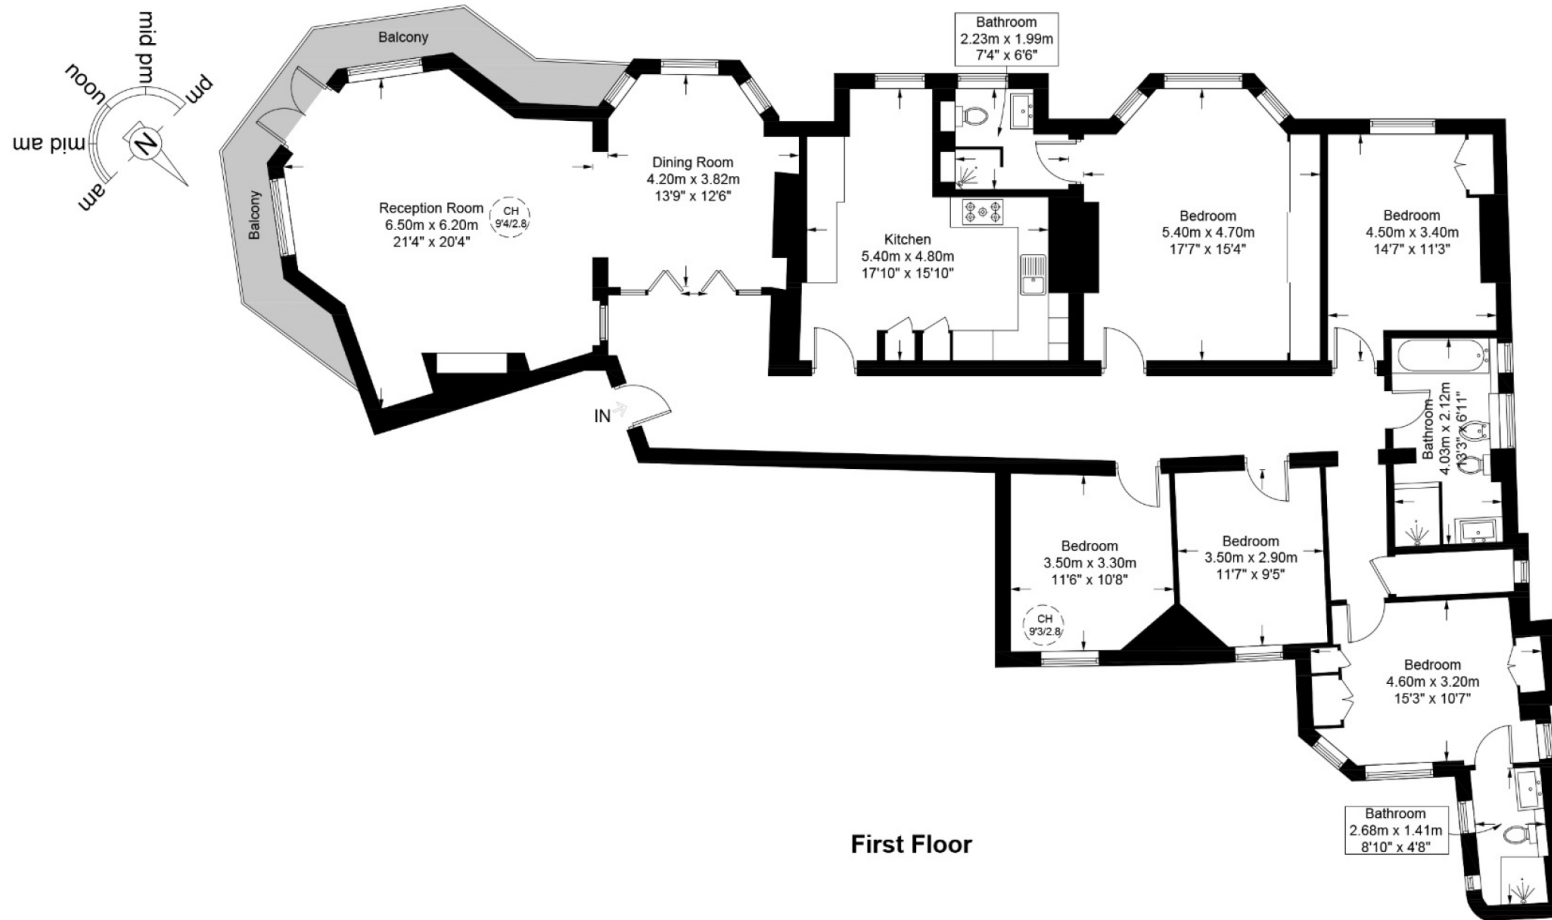 mid pm
pm
noon
mid am
am
N
Balcony
Balcony
Reception Room
6.50m x 6.20m
21'4" x 20'4"
CH
9'4/2.8
Dining Room
4.20m x 3.82m
13'9" x 12'6"
Kitchen
5.40m x 4.80m
17'10" x 15'10"
Bathroom
2.23m x 1.99m
7'4" x 6'6"
Bedroom
5.40m x 4.70m
17'7" x 15'4"
Bedroom
4.50m x 3.40m
14'7" x 11'3"
IN
Bathroom
4.03m x 2.12m
13'3" x 6'11"
Bedroom
3.50m x 3.30m
11'6" x 10'8"
CH
9'3/2.8
Bedroom
3.50m x 2.90m
11'7" x 9'5"
Bedroom
4.60m x 3.20m
15'3" x 10'7"
Bathroom
2.68m x 1.41m
8'10" x 4'8"
First Floor